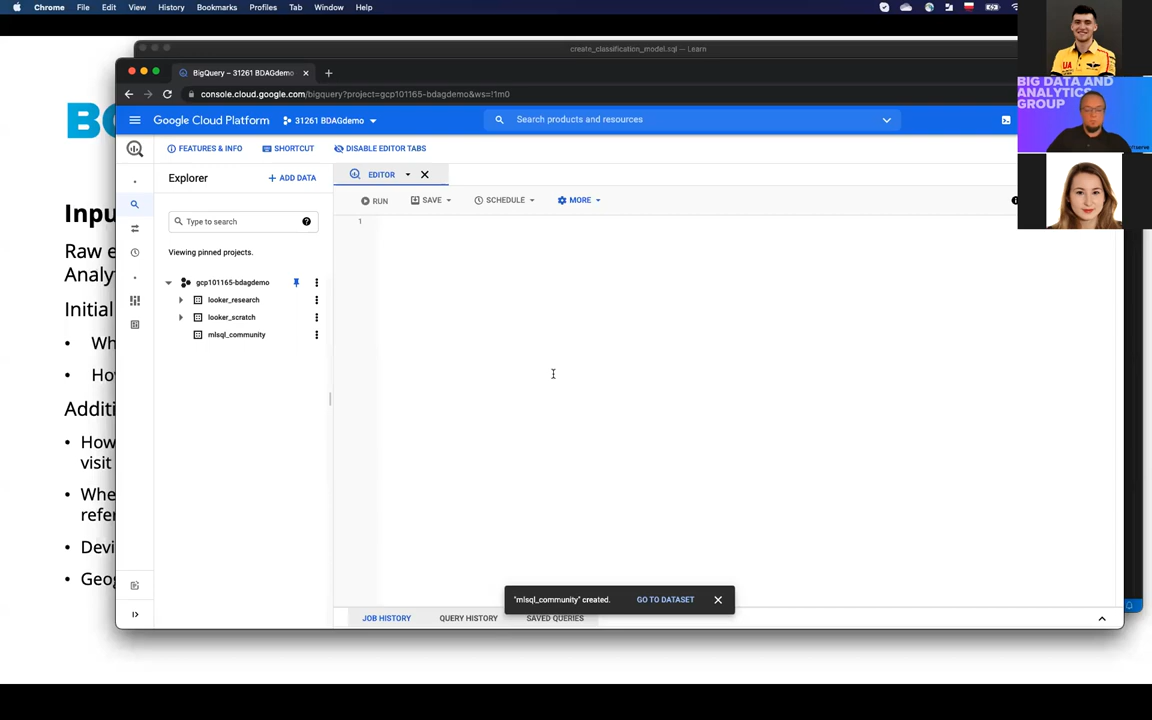 Chrome File Edit View History Bookmarks Profiles Tab Window Help
create_classification_model.sql — Learn
BigQuery – 31261 BDAGdemo
console.cloud.google.com/bigquery?project=gcp101165-bdagdemo&ws=!1m0
Google Cloud Platform
31261 BDAGdemo
Search products and resources
FEATURES & INFO
SHORTCUT
DISABLE EDITOR TABS
Explorer
+ ADD DATA
EDITOR
RUN
SAVE
SCHEDULE
MORE
1
Type to search
Viewing pinned projects.
gcp101165-bdagdemo
looker_research
looker_scratch
mlsql_community
"mlsql_community" created.
GO TO DATASET
JOB HISTORY
QUERY HISTORY
SAVED QUERIES
BIG DATA AND
ANALYTICS
GROUP
UA
Inpu
Raw e
Analy
Initial
• Wh
• Ho
Additi
• How
visit
• Whe
refer
• Devi
• Geog